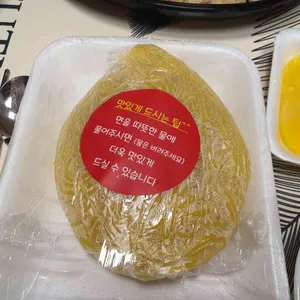 맛있게 드시는 팁^^
면을 따뜻한 물에
풀어주시면 (물은 버려주세요)
더욱 맛있게
드실 수 있습니다